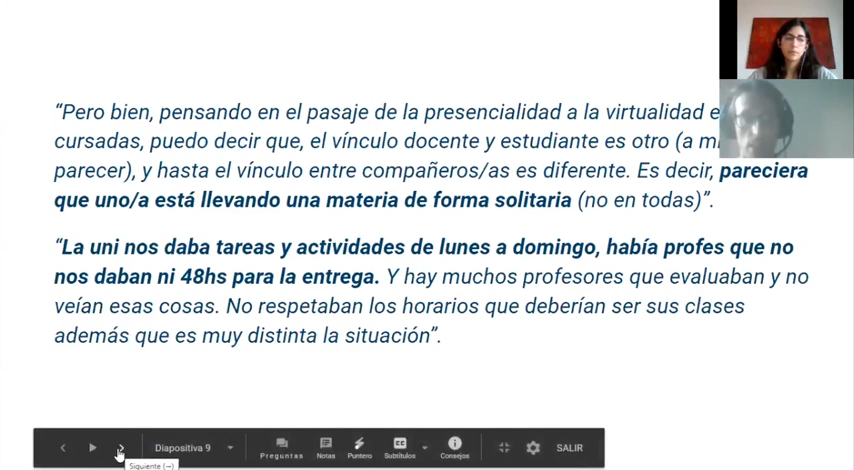 “Pero bien, pensando en el pasaje de la presencialidad a la virtualidad e
cursadas, puedo decir que, el vínculo docente y estudiante es otro (a mi
parecer), y hasta el vínculo entre compañeros/as es diferente. Es decir, pareciera
que uno/a está llevando una materia de forma solitaria (no en todas)”.
“La uni nos daba tareas y actividades de lunes a domingo, había profes que no
nos daban ni 48hs para la entrega. Y hay muchos profesores que evaluaban y no
veían esas cosas. No respetaban los horarios que deberían ser sus clases
además que es muy distinta la situación”.
Diapositiva 9 Preguntas Notas Puntero Subtítulos Consejos SALIR
Siguiente (→)